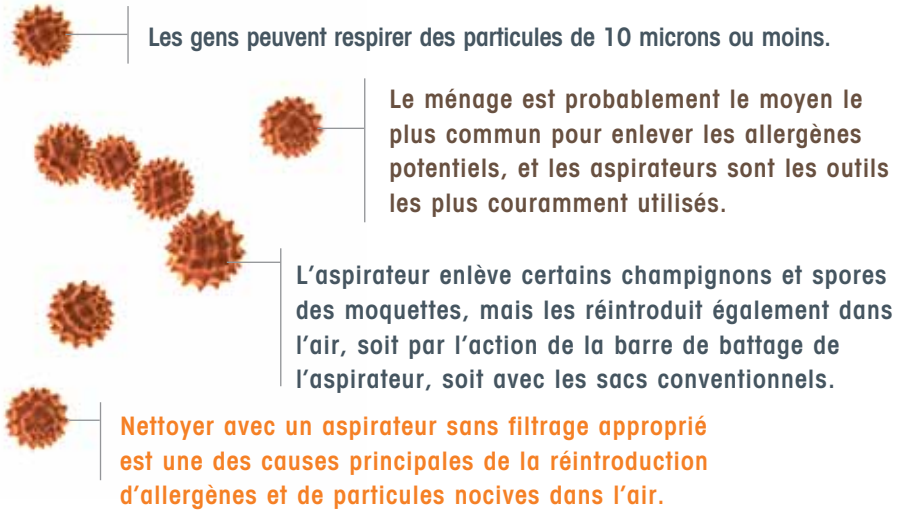 Les gens peuvent respirer des particules de 10 microns ou moins.
Le ménage est probablement le moyen le
plus commun pour enlever les allergènes
potentiels, et les aspirateurs sont les outils
les plus couramment utilisés.
L'aspirateur enlève certains champignons et spores
des moquettes, mais les réintroduit également dans
l'air, soit par l'action de la barre de battage de
l'aspirateur, soit avec les sacs conventionnels.
Nettoyer avec un aspirateur sans filtrage approprié
est une des causes principales de la réintroduction
d'allergènes et de particules nocives dans l'air.